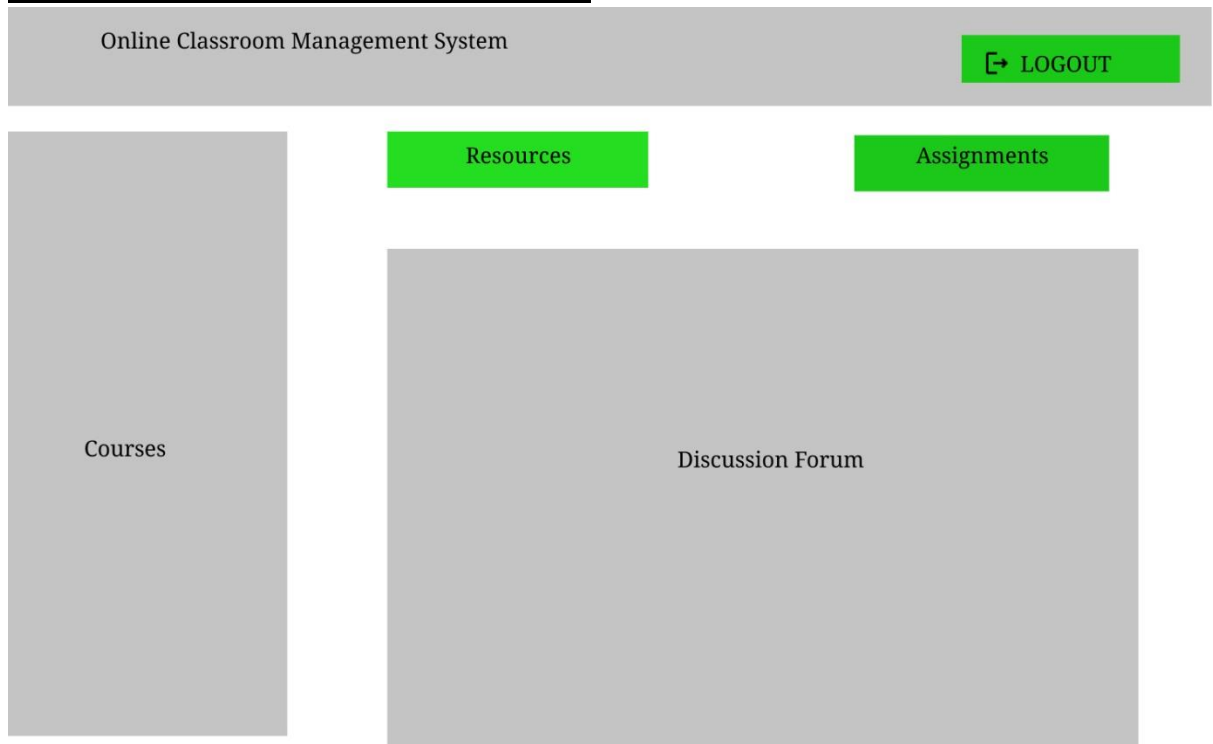 Online Classroom Management System
LOGOUT
Resources
Assignments
Courses
Discussion Forum